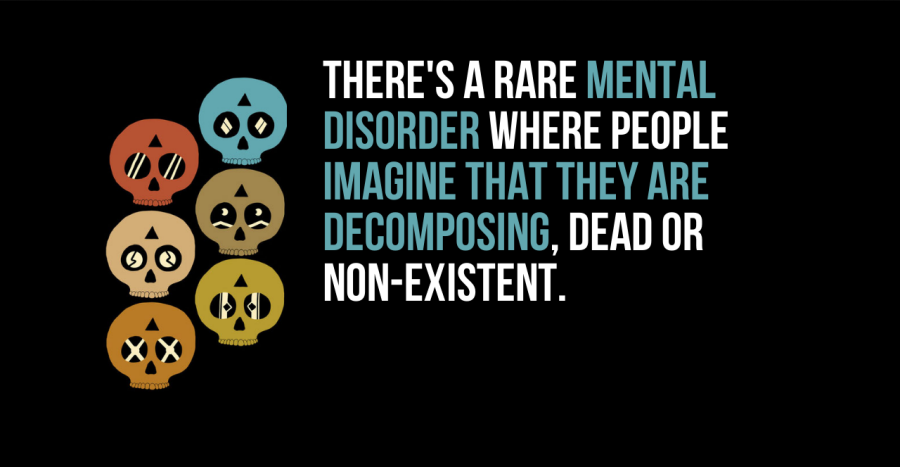 THERE'S A RARE MENTAL
DISORDER WHERE PEOPLE
IMAGINE THAT THEY ARE
DECOMPOSING, DEAD OR
NON-EXISTENT.